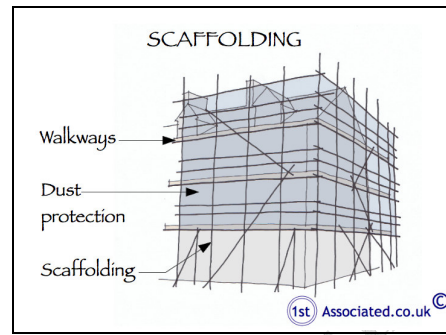 SCAFFOLDING
Walkways
Dust
protection
Scaffolding
1st Associated.co.uk ©